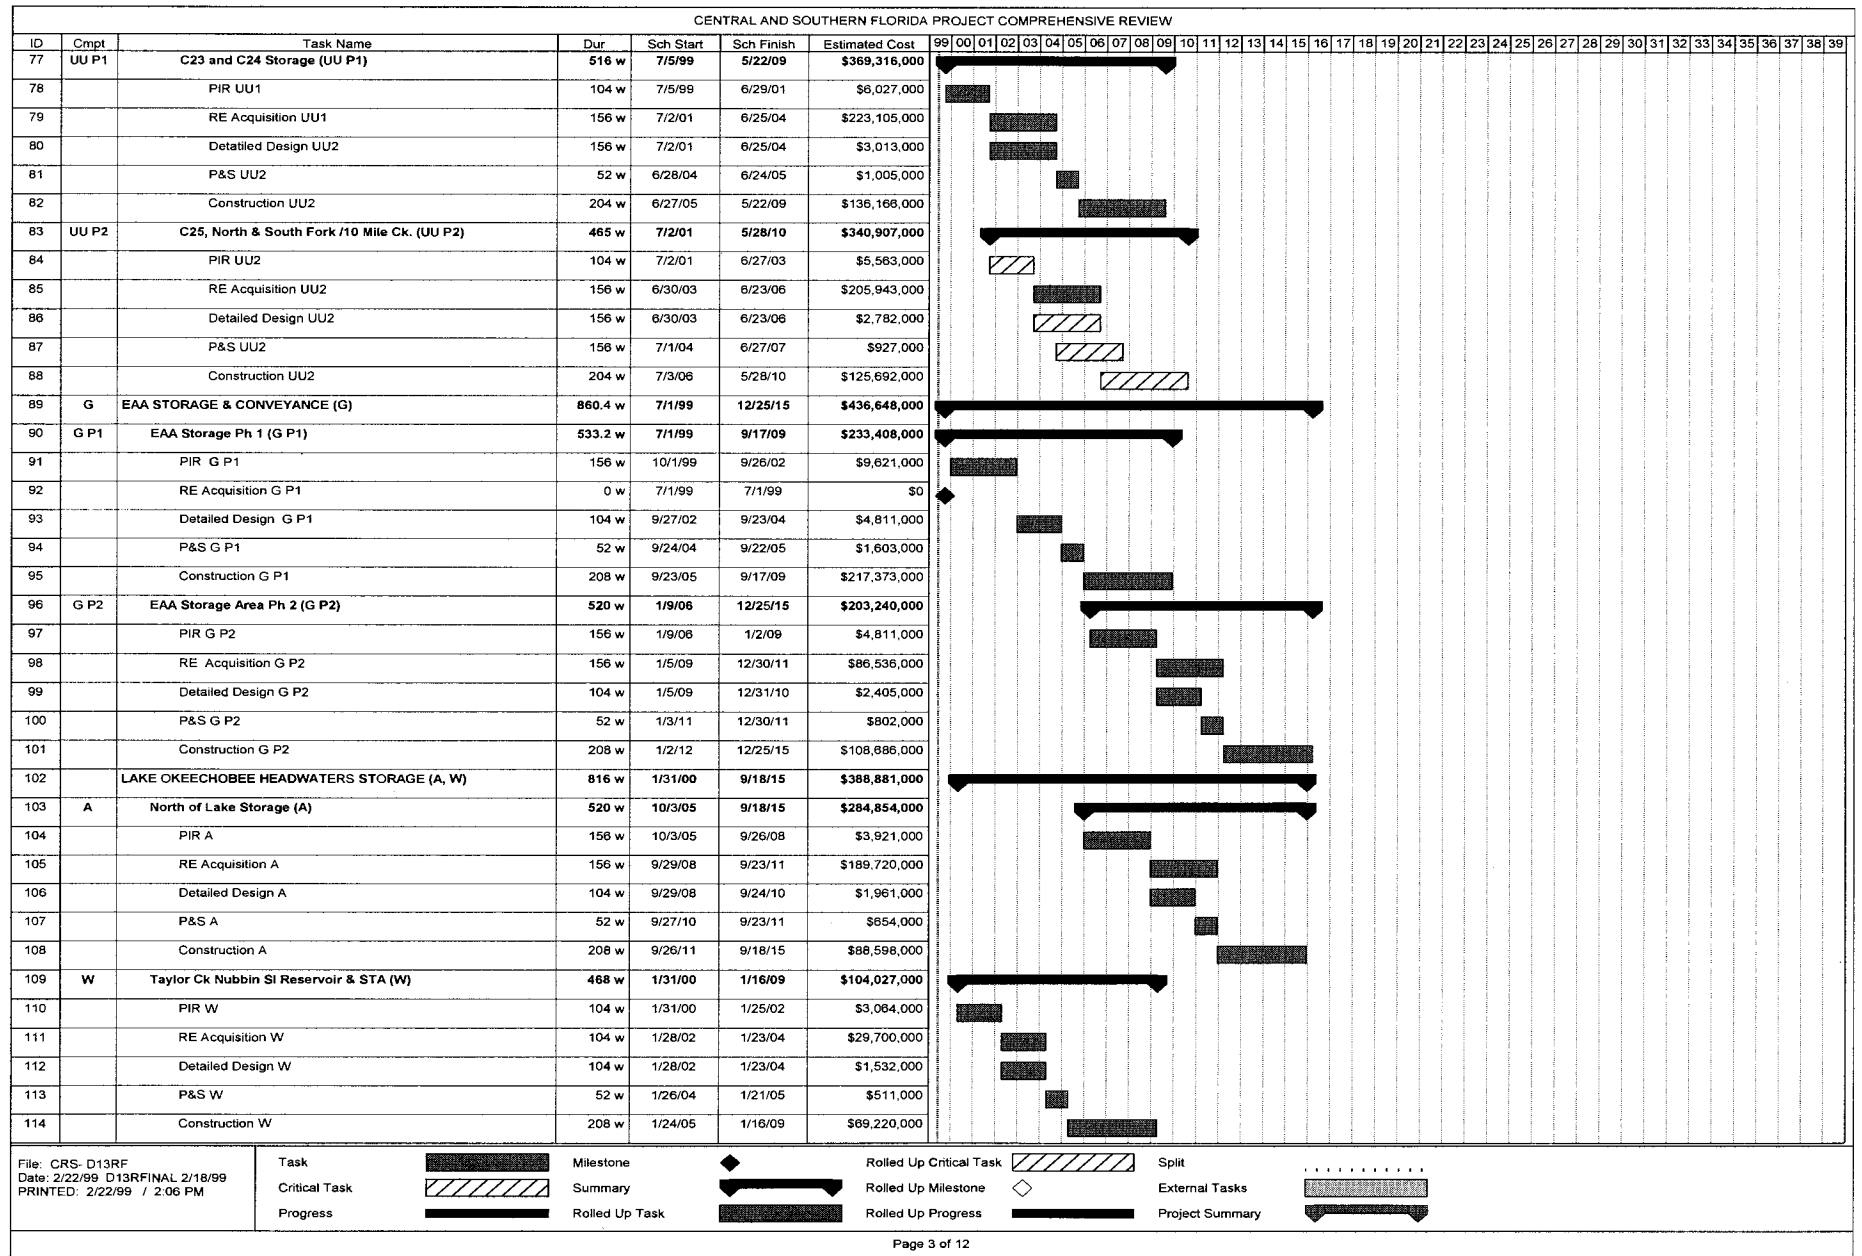 CENTRAL AND SOUTHERN FLORIDA PROJECT COMPREHENSIVE REVIEW
ID Cmpt Task Name Dur Sch Start Sch Finish Estimated Cost 99 00 01 02 03 04 05 06 07 08 09 10 11 12 13 14 15 16 17 18 19 20 21 22 23 24 25 26 27 28 29 30 31 32 33 34 35 36 37 38 39
77 UU P1 C23 and C24 Storage (UU P1) 516 w 7/5/99 5/22/09 $369,316,000
78 PIR UU1 104 w 7/5/99 6/29/01 $6,027,000
79 RE Acquisition UU1 156 w 7/2/01 6/25/04 $223,105,000
80 Detatiled Design UU2 156 w 7/2/01 6/25/04 $3,013,000
81 P&S UU2 52 w 6/28/04 6/24/05 $1,005,000
82 Construction UU2 204 w 6/27/05 5/22/09 $136,166,000
83 UU P2 C25, North & South Fork /10 Mile Ck. (UU P2) 465 w 7/2/01 5/28/10 $340,907,000
84 PIR UU2 104 w 7/2/01 6/27/03 $5,563,000
85 RE Acquisition UU2 156 w 6/30/03 6/23/06 $205,943,000
86 Detailed Design UU2 156 w 6/30/03 6/23/06 $2,782,000
87 P&S UU2 156 w 7/1/04 6/27/07 $927,000
88 Construction UU2 204 w 7/3/06 5/28/10 $125,692,000
89 G EAA STORAGE & CONVEYANCE (G) 860.4 w 7/1/99 12/25/15 $436,648,000
90 G P1 EAA Storage Ph 1 (G P1) 533.2 w 7/1/99 9/17/09 $233,408,000
91 PIR G P1 156 w 10/1/99 9/26/02 $9,621,000
92 RE Acquisition G P1 0 w 7/1/99 7/1/99 $0
93 Detailed Design G P1 104 w 9/27/02 9/23/04 $4,811,000
94 P&S G P1 52 w 9/24/04 9/22/05 $1,603,000
95 Construction G P1 208 w 9/23/05 9/17/09 $217,373,000
96 G P2 EAA Storage Area Ph 2 (G P2) 520 w 1/9/06 12/25/15 $203,240,000
97 PIR G P2 156 w 1/9/06 1/2/09 $4,811,000
98 RE Acquisition G P2 156 w 1/5/09 12/30/11 $86,536,000
99 Detailed Design G P2 104 w 1/5/09 12/31/10 $2,405,000
100 P&S G P2 52 w 1/3/11 12/30/11 $802,000
101 Construction G P2 208 w 1/2/12 12/25/15 $108,686,000
102 LAKE OKEECHOBEE HEADWATERS STORAGE (A, W) 816 w 1/31/00 9/18/15 $388,881,000
103 A North of Lake Storage (A) 520 w 10/3/05 9/18/15 $284,854,000
104 PIR A 156 w 10/3/05 9/26/08 $3,921,000
105 RE Acquisition A 156 w 9/29/08 9/23/11 $189,720,000
106 Detailed Design A 104 w 9/29/08 9/24/10 $1,961,000
107 P&S A 52 w 9/27/10 9/23/11 $654,000
108 Construction A 208 w 9/26/11 9/18/15 $88,598,000
109 W Taylor Ck Nubbin Sl Reservoir & STA (W) 468 w 1/31/00 1/16/09 $104,027,000
110 PIR W 104 w 1/31/00 1/25/02 $3,064,000
111 RE Acquisition W 104 w 1/28/02 1/23/04 $29,700,000
112 Detailed Design W 104 w 1/28/02 1/23/04 $1,532,000
113 P&S W 52 w 1/26/04 1/21/05 $511,000
114 Construction W 208 w 1/24/05 1/16/09 $69,220,000
File: CRS- D13RF
Date: 2/22/99 D13RFINAL 2/18/99
PRINTED: 2/22/99 / 2:06 PM
Task Milestone Rolled Up Critical Task Split
Critical Task Summary Rolled Up Milestone External Tasks
Progress Rolled Up Task Rolled Up Progress Project Summary
Page 3 of 12